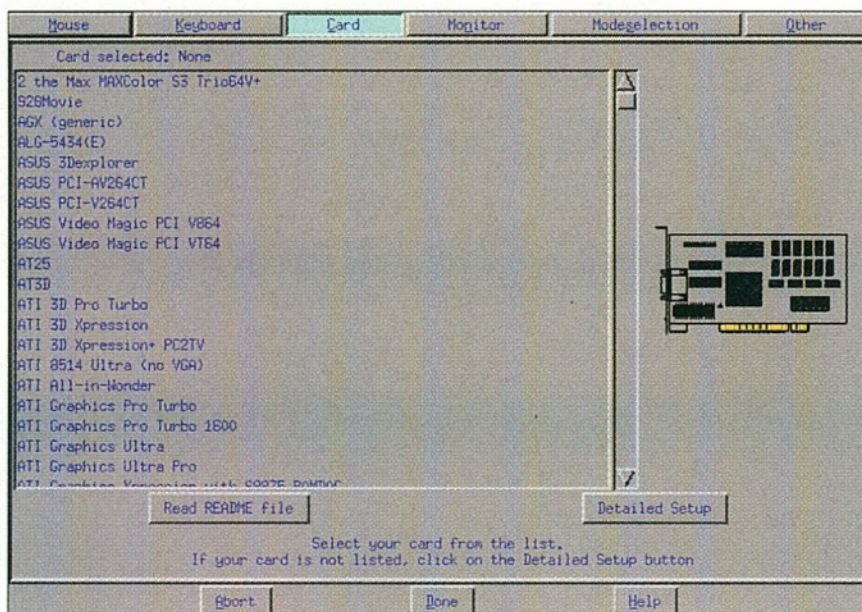 Mouse Keyboard Card Monitor Modeselection Other
Card selected: None
2 the Max MAXColor S3 Trio64V+
928Movie
AGX (generic)
ALG-5434(E)
ASUS 3Dexplorer
ASUS PCI-AV264CT
ASUS PCI-V264CT
ASUS Video Magic PCI V864
ASUS Video Magic PCI VT64
AT25
AT3D
ATI 3D Pro Turbo
ATI 3D Xpression
ATI 3D Xpression+ PC2TV
ATI 8514 Ultra (no VGA)
ATI All-in-Wonder
ATI Graphics Pro Turbo
ATI Graphics Pro Turbo 1600
ATI Graphics Ultra
ATI Graphics Ultra Pro
ATI Graphics Xpression with
Read README file Detailed Setup
Select your card from the list.
If your card is not listed, click on the Detailed Setup button
Abort Done Help